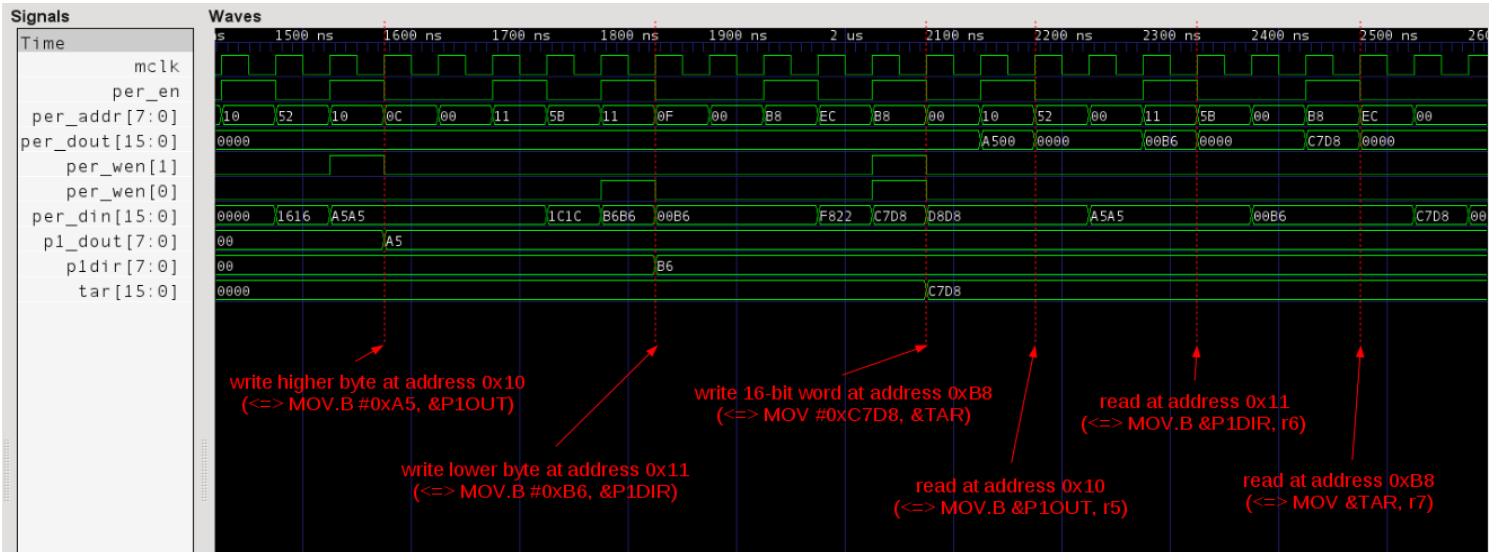 Signals Waves
Time
s 1500 ns 1600 ns 1700 ns 1800 ns 1900 ns 2 us 2100 ns 2200 ns 2300 ns 2400 ns 2500 ns 260
mclk
per_en
per_addr[7:0] 10 52 10 0C 00 11 5B 11 0F 00 B8 EC B8 00 10 52 00 11 5B 00 B8 EC 00
per_dout[15:0] 0000 A500 0000 00B6 0000 C7D8 0000
per_wen[1]
per_wen[0]
per_din[15:0] 0000 1616 A5A5 1C1C B6B6 00B6 F822 C7D8 D8D8 A5A5 00B6 C7D8 00
p1_dout[7:0] 00 A5
p1dir[7:0] 00 B6
tar[15:0] 0000 C7D8
write higher byte at address 0x10
(<=> MOV.B #0xA5, &P1OUT)
write lower byte at address 0x11
(<=> MOV.B #0xB6, &P1DIR)
write 16-bit word at address 0xB8
(<=> MOV #0xC7D8, &TAR)
read at address 0x10
(<=> MOV.B &P1OUT, r5)
read at address 0x11
(<=> MOV.B &P1DIR, r6)
read at address 0xB8
(<=> MOV &TAR, r7)